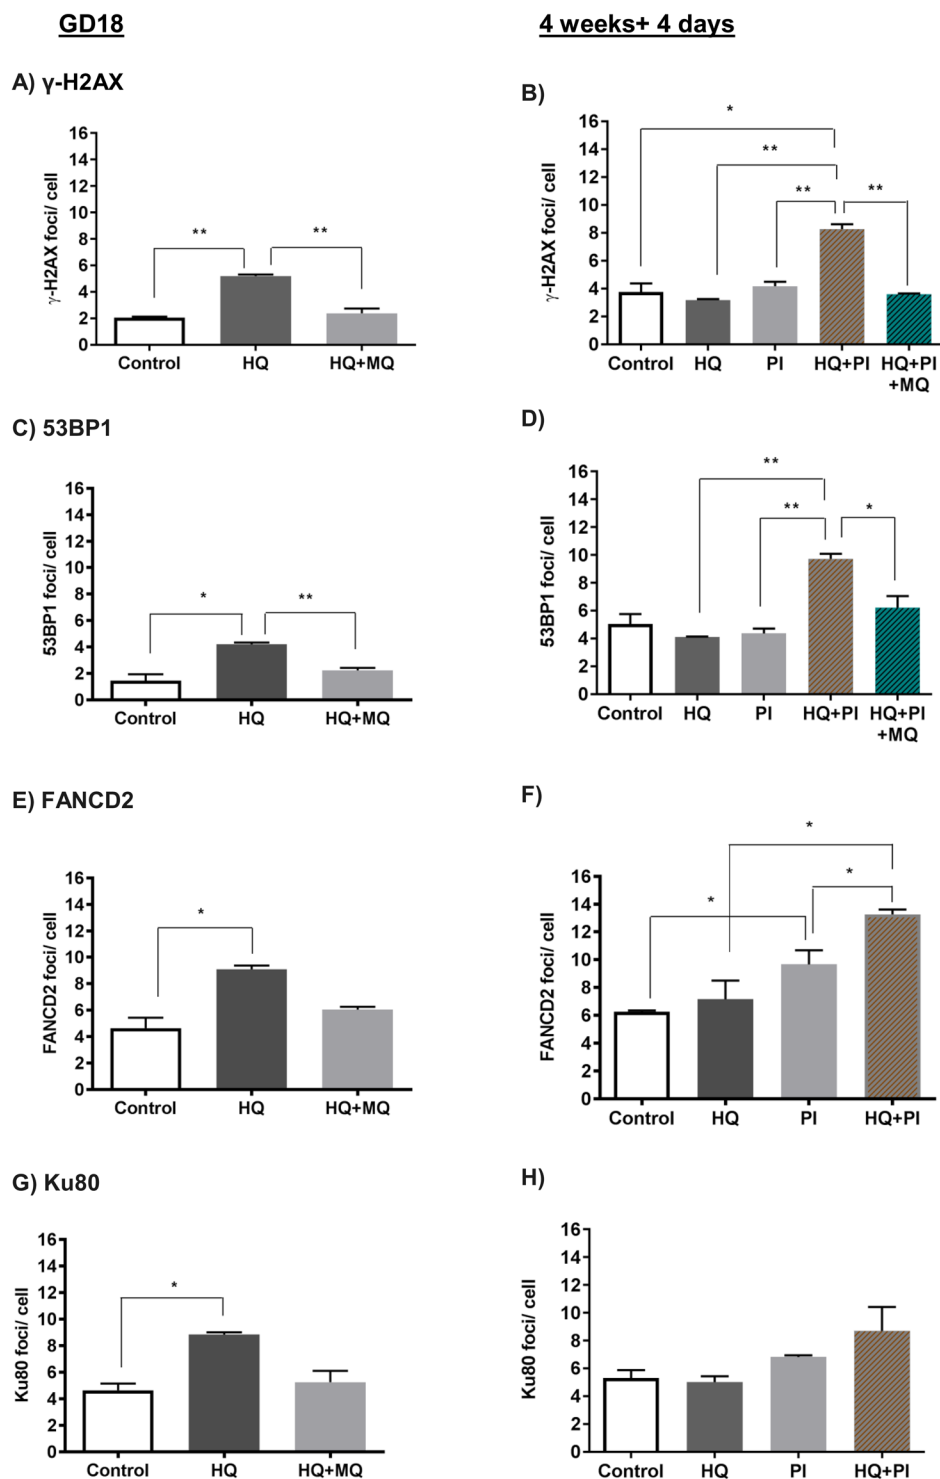 GD18
4 weeks+ 4 days
A) γ-H2AX
B)
γ-H2AX foci/ cell
16
14
12
10
8
6
4
2
0
**
**
Control
HQ
HQ+MQ
γ-H2AX foci/ cell
16
14
12
10
8
6
4
2
0
*
**
**
**
Control
HQ
PI
HQ+PI
HQ+PI
+MQ
C) 53BP1
D)
53BP1 foci/ cell
16
14
12
10
8
6
4
2
0
*
**
Control
HQ
HQ+MQ
53BP1 foci/ cell
16
14
12
10
8
6
4
2
0
**
**
*
Control
HQ
PI
HQ+PI
HQ+PI
+MQ
E) FANCD2
F)
FANCD2 foci/ cell
16
14
12
10
8
6
4
2
0
*
Control
HQ
HQ+MQ
FANCD2 foci/ cell
16
14
12
10
8
6
4
2
0
*
*
*
Control
HQ
PI
HQ+PI
G) Ku80
H)
Ku80 foci/ cell
16
14
12
10
8
6
4
2
0
*
Control
HQ
HQ+MQ
Ku80 foci/ cell
16
14
12
10
8
6
4
2
0
Control
HQ
PI
HQ+PI